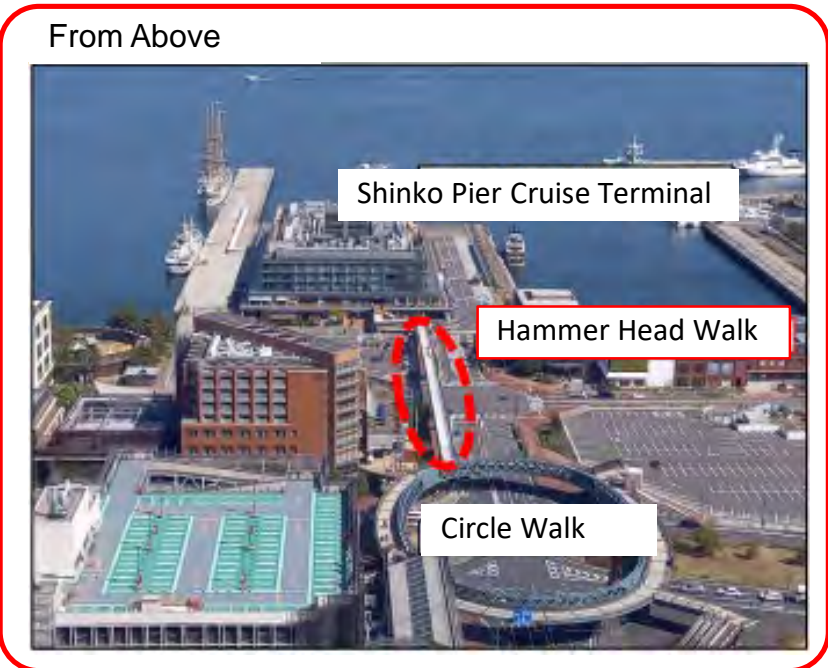 From Above
Shinko Pier Cruise Terminal
Hammer Head Walk
Circle Walk